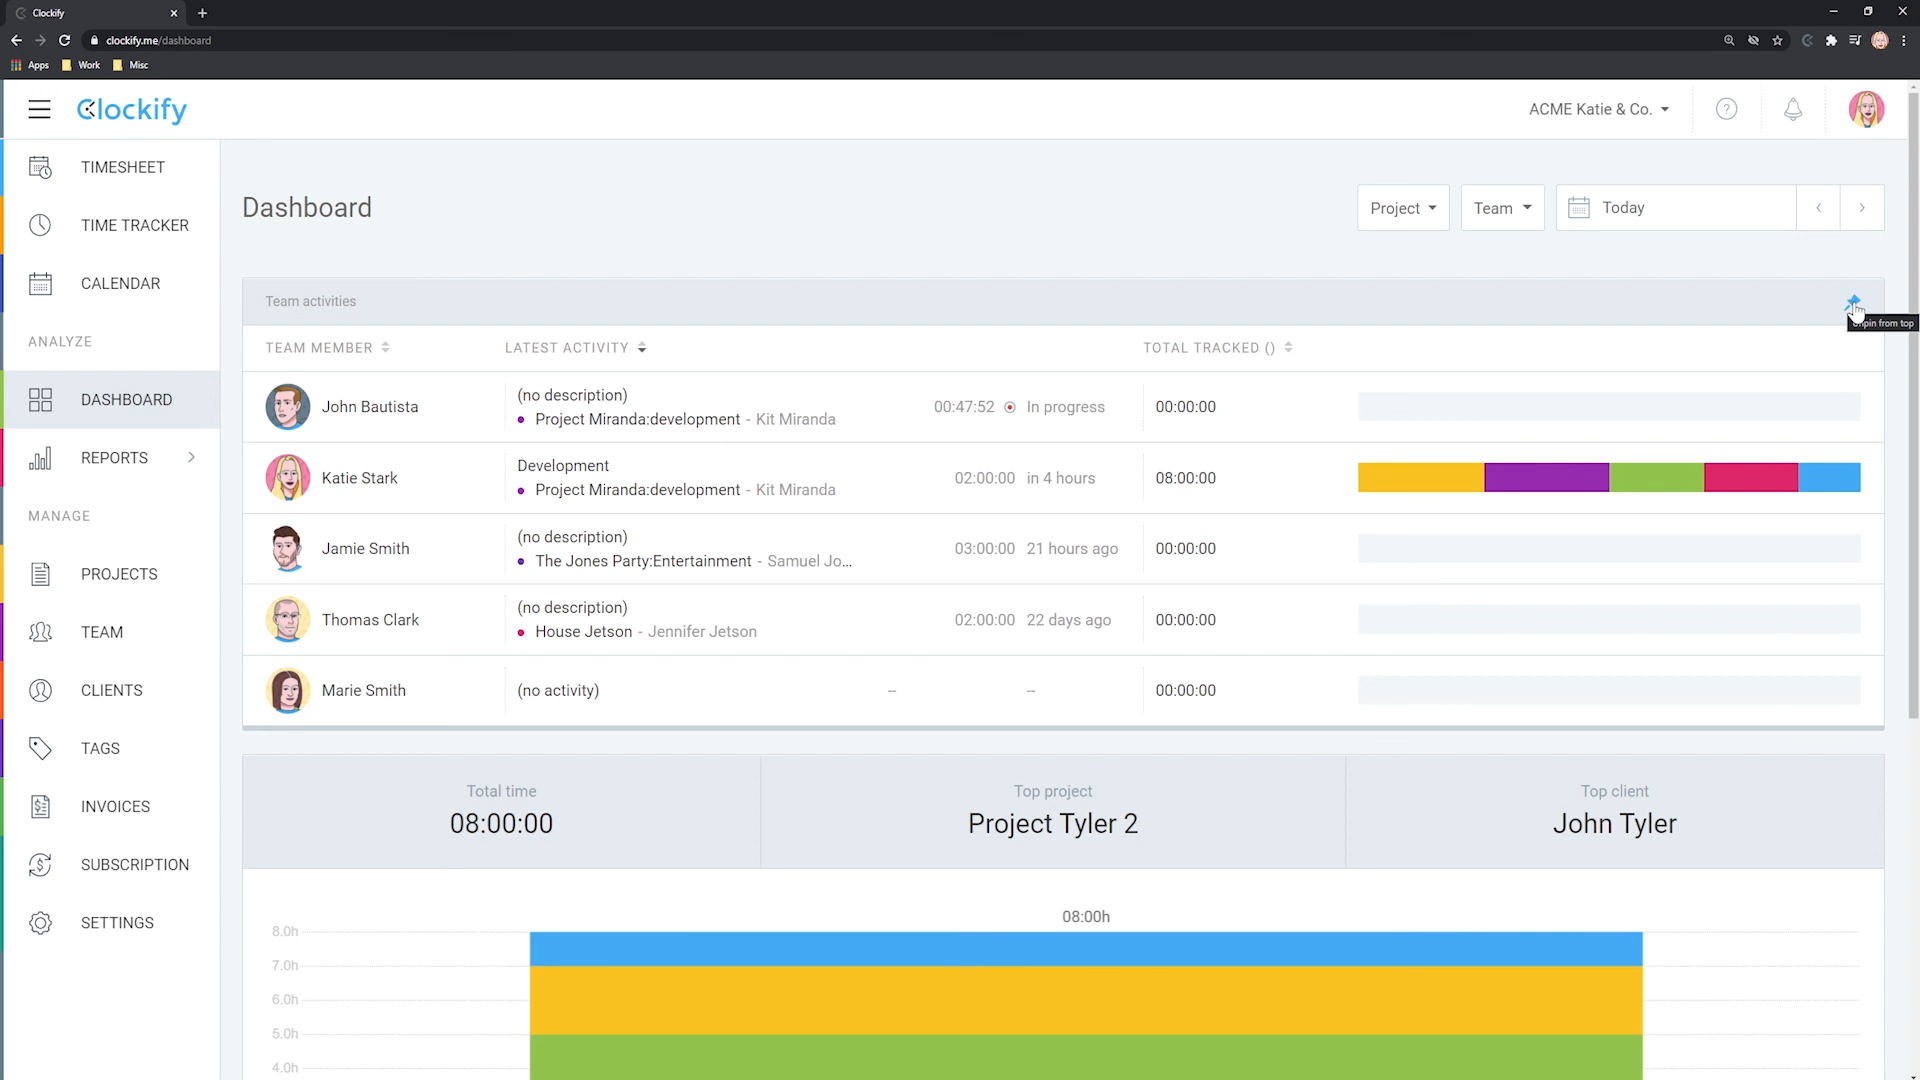 Clockify
clockify.me/dashboard
Apps
Work
Misc
Clockify
ACME Katie & Co.
TIMESHEET
TIME TRACKER
CALENDAR
ANALYZE
DASHBOARD
REPORTS
MANAGE
PROJECTS
TEAM
CLIENTS
TAGS
INVOICES
SUBSCRIPTION
SETTINGS
Dashboard
Project
Team
Today
Team activities
from top
TEAM MEMBER
LATEST ACTIVITY
TOTAL TRACKED ()
John Bautista
(no description)
Project Miranda:development - Kit Miranda
00:47:52
In progress
00:00:00
Katie Stark
Development
Project Miranda:development - Kit Miranda
02:00:00
in 4 hours
08:00:00
Jamie Smith
(no description)
The Jones Party:Entertainment - Samuel Jo...
03:00:00
21 hours ago
00:00:00
Thomas Clark
(no description)
House Jetson - Jennifer Jetson
02:00:00
22 days ago
00:00:00
Marie Smith
(no activity)
--
--
00:00:00
Total time
08:00:00
Top project
Project Tyler 2
Top client
John Tyler
08:00h
8.0h
7.0h
6.0h
5.0h
4.0h